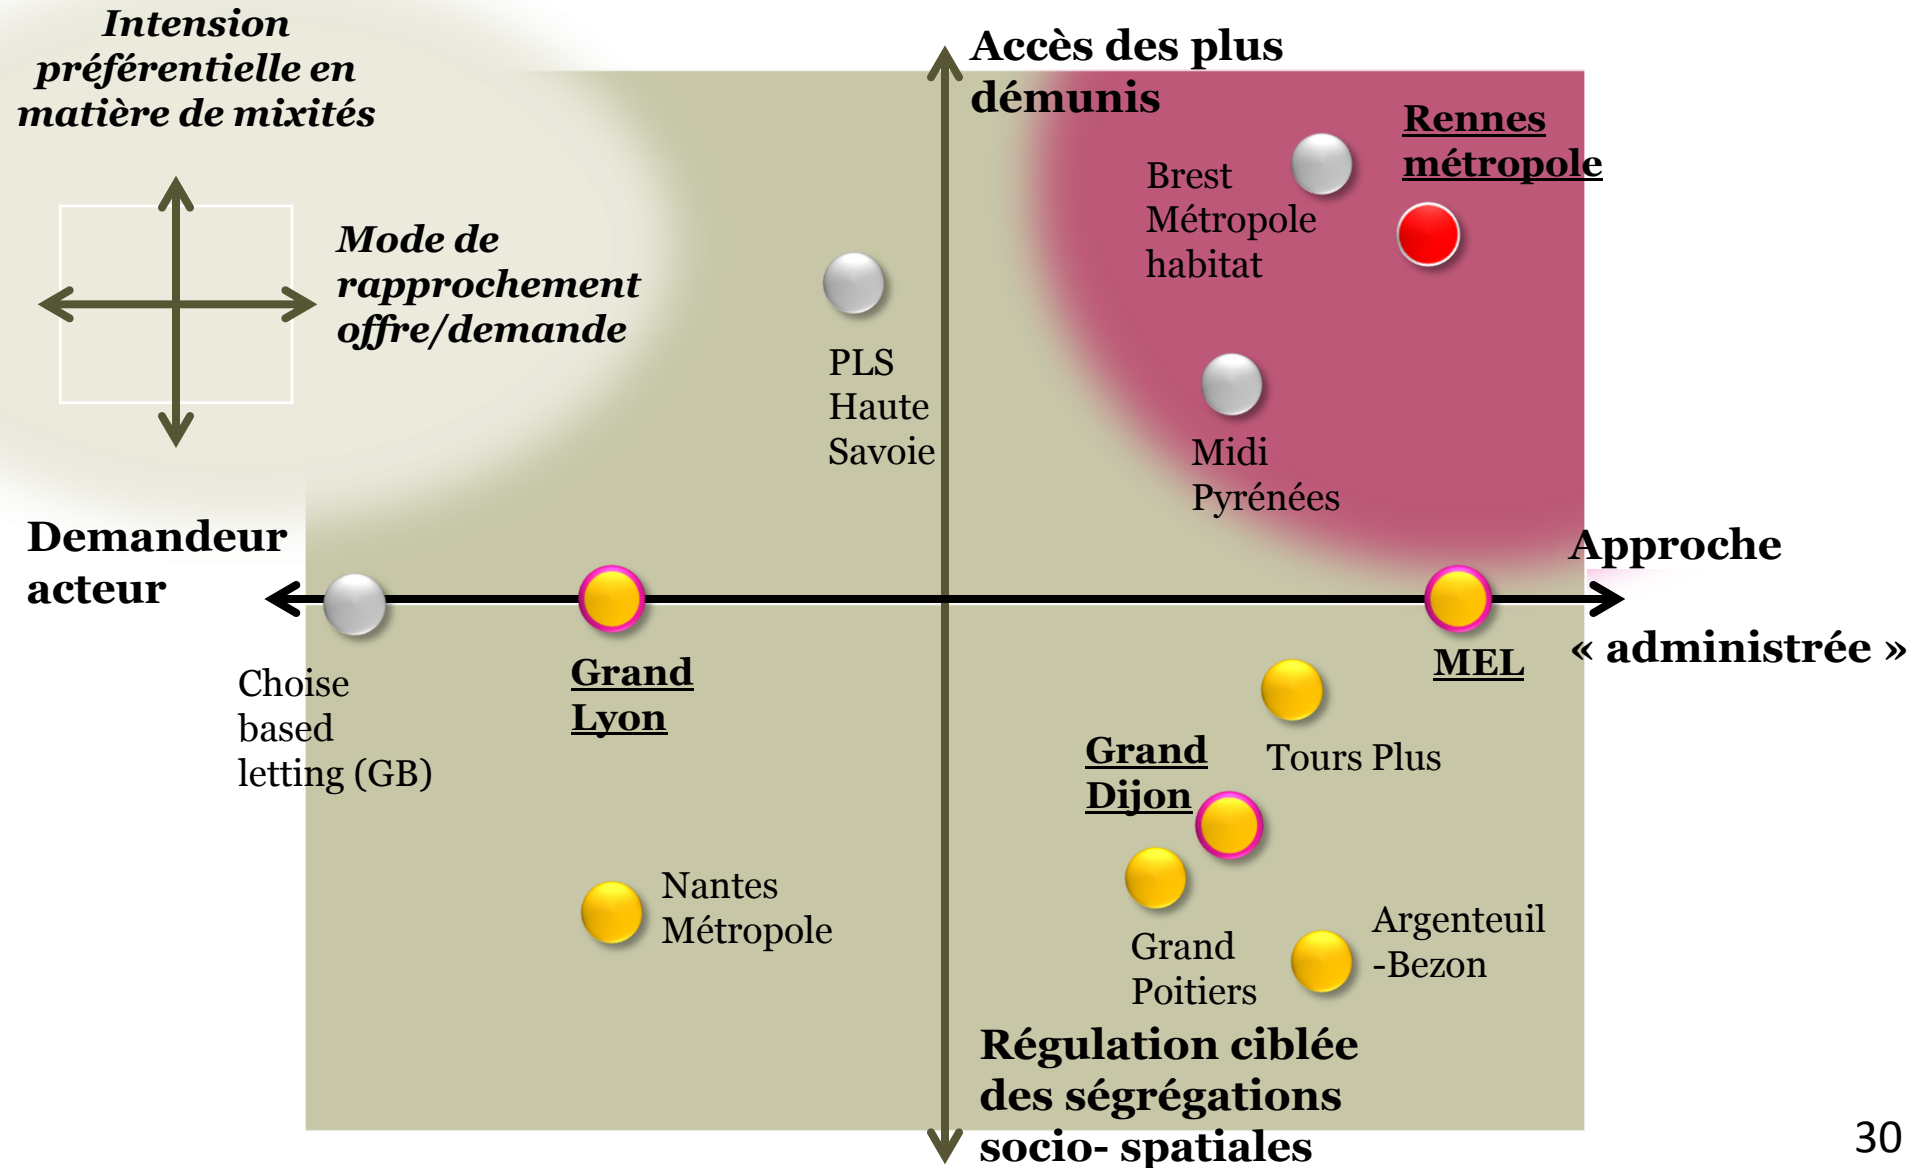 Intension
préférentielle en
matière de mixités
Mode de
rapprochement
offre/demande
Accès des plus
démunis
Rennes
métropole
Brest
Métropole
habitat
PLS
Haute
Savoie
Midi
Pyrénées
Demandeur
acteur
Approche
« administrée »
Choise
based
letting (GB)
Grand
Lyon
MEL
Tours Plus
Grand
Dijon
Nantes
Métropole
Grand
Poitiers
Argenteuil
-Bezon
Régulation ciblée
des ségrégations
socio- spatiales
30